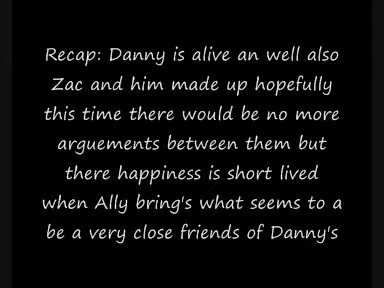 Recap: Danny is alive an well also
Zac and him made up hopefully
this time there would be no more
arguements between them but
there happiness is short lived
when Ally bring's what seems to a
be a very close friends of Danny's